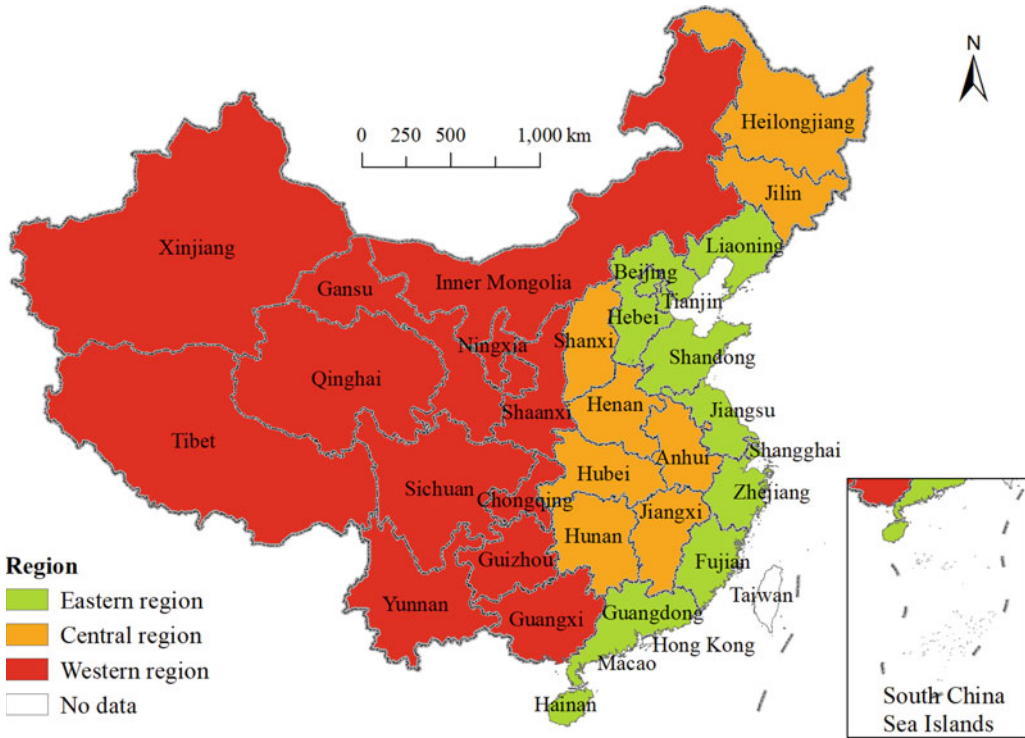 N
0 250 500 1,000 km
Heilongjiang
Jilin
Liaoning
Xinjiang
Gansu
Inner Mongolia
Beijing
Tianjin
Hebei
Ningxia
Shanxi
Shandong
Qinghai
Shaanxi
Henan
Jiangsu
Tibet
Anhui
Shangghai
Hubei
Sichuan
Chongqing
Zhejiang
Jiangxi
Hunan
Guizhou
Fujian
Yunnan
Guangxi
Guangdong
Taiwan
Hong Kong
Macao
Hainan
Region
Eastern region
Central region
Western region
No data
South China
Sea Islands